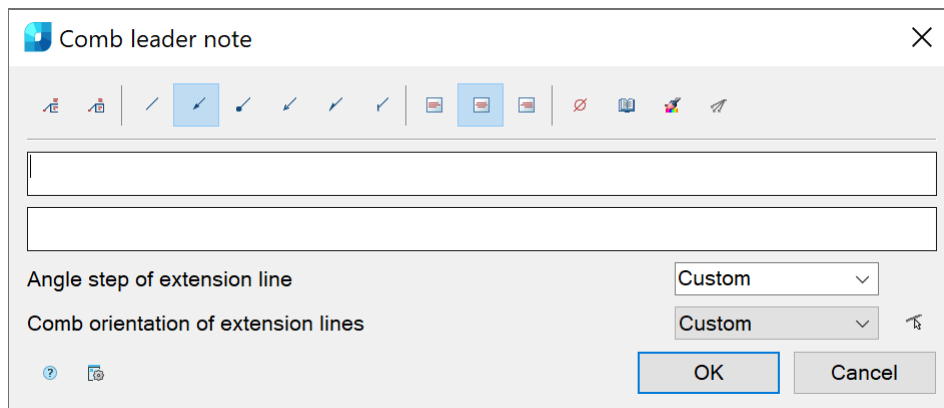 Comb leader note
Angle step of extension line
Custom
Comb orientation of extension lines
Custom
OK
Cancel